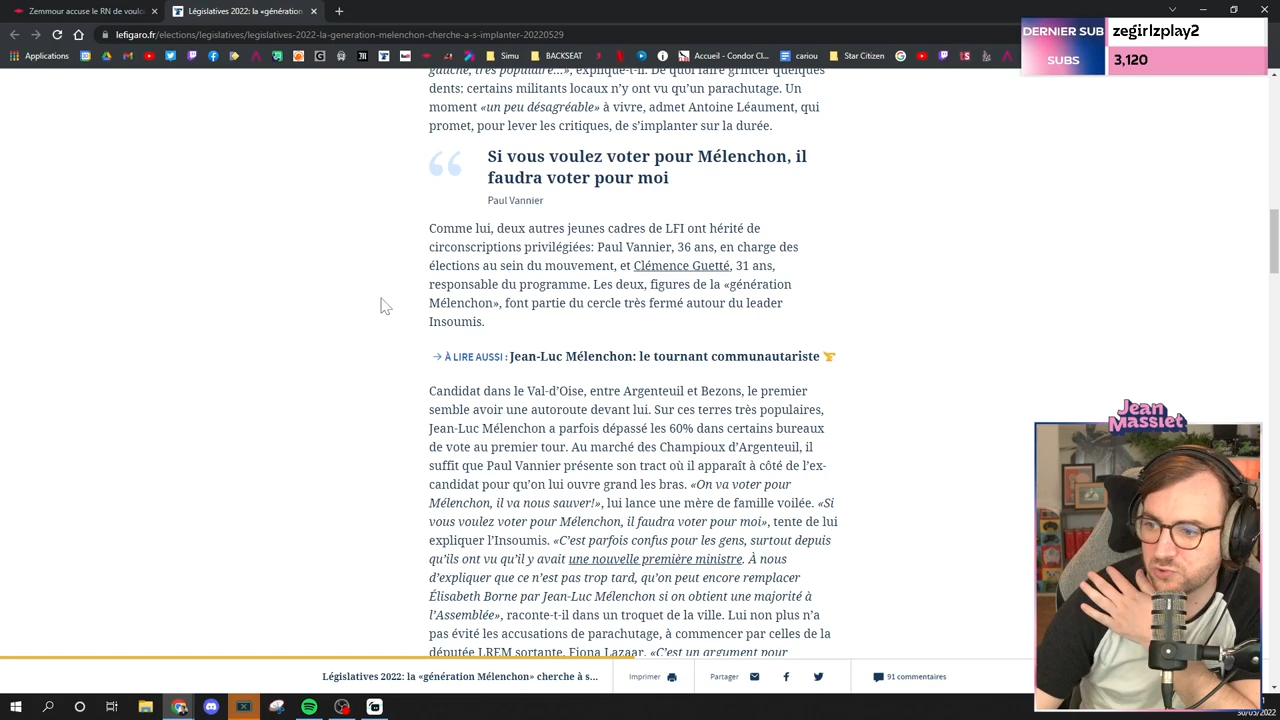 Zemmour accuse le RN de vouloir
Législatives 2022: la «génération
lefigaro.fr/elections/legislatives/legislatives-2022-la-generation-melenchon-cherche-a-s-implanter-20220529
Applications
BACKSEAT
Accueil - Condor Cl...
cariou
Star Citizen
DERNIER SUB
zegirlzplay2
SUBS
3,120
gauche, très populaire...», explique-t-il. De quoi faire grincer quelques
dents: certains militants locaux n’y ont vu qu’un parachutage. Un
moment «un peu désagréable» à vivre, admet Antoine Léaument, qui
promet, pour lever les critiques, de s’implanter sur la durée.
Si vous voulez voter pour Mélenchon, il
faudra voter pour moi
Paul Vannier
Comme lui, deux autres jeunes cadres de LFI ont hérité de
circonscriptions privilégiées: Paul Vannier, 36 ans, en charge des
élections au sein du mouvement, et Clémence Guetté, 31 ans,
responsable du programme. Les deux, figures de la «génération
Mélenchon», font partie du cercle très fermé autour du leader
Insoumis.
→ À LIRE AUSSI : Jean-Luc Mélenchon: le tournant communautariste
Candidat dans le Val-d’Oise, entre Argenteuil et Bezons, le premier
semble avoir une autoroute devant lui. Sur ces terres très populaires,
Jean-Luc Mélenchon a parfois dépassé les 60% dans certains bureaux
de vote au premier tour. Au marché des Champioux d’Argenteuil, il
suffit que Paul Vannier présente son tract où il apparaît à côté de l’ex-
candidat pour qu’on lui ouvre grand les bras. «On va voter pour
Mélenchon, il va nous sauver!», lui lance une mère de famille voilée. «Si
vous voulez voter pour Mélenchon, il faudra voter pour moi», tente de lui
expliquer l’Insoumis. «C’est parfois confus pour les gens, surtout depuis
qu’ils ont vu qu’il y avait une nouvelle première ministre. À nous
d’expliquer que ce n’est pas trop tard, qu’on peut encore remplacer
Élisabeth Borne par Jean-Luc Mélenchon si on obtient une majorité à
l’Assemblée», raconte-t-il dans un troquet de la ville. Lui non plus n’a
pas évité les accusations de parachutage, à commencer par celles de la
députée LREM sortante, Fiona Lazaar. «C’est un argument pour
Jean
Massiet
Législatives 2022: la «génération Mélenchon» cherche à s...
Imprimer
Partager
91 commentaires
30/05/2022